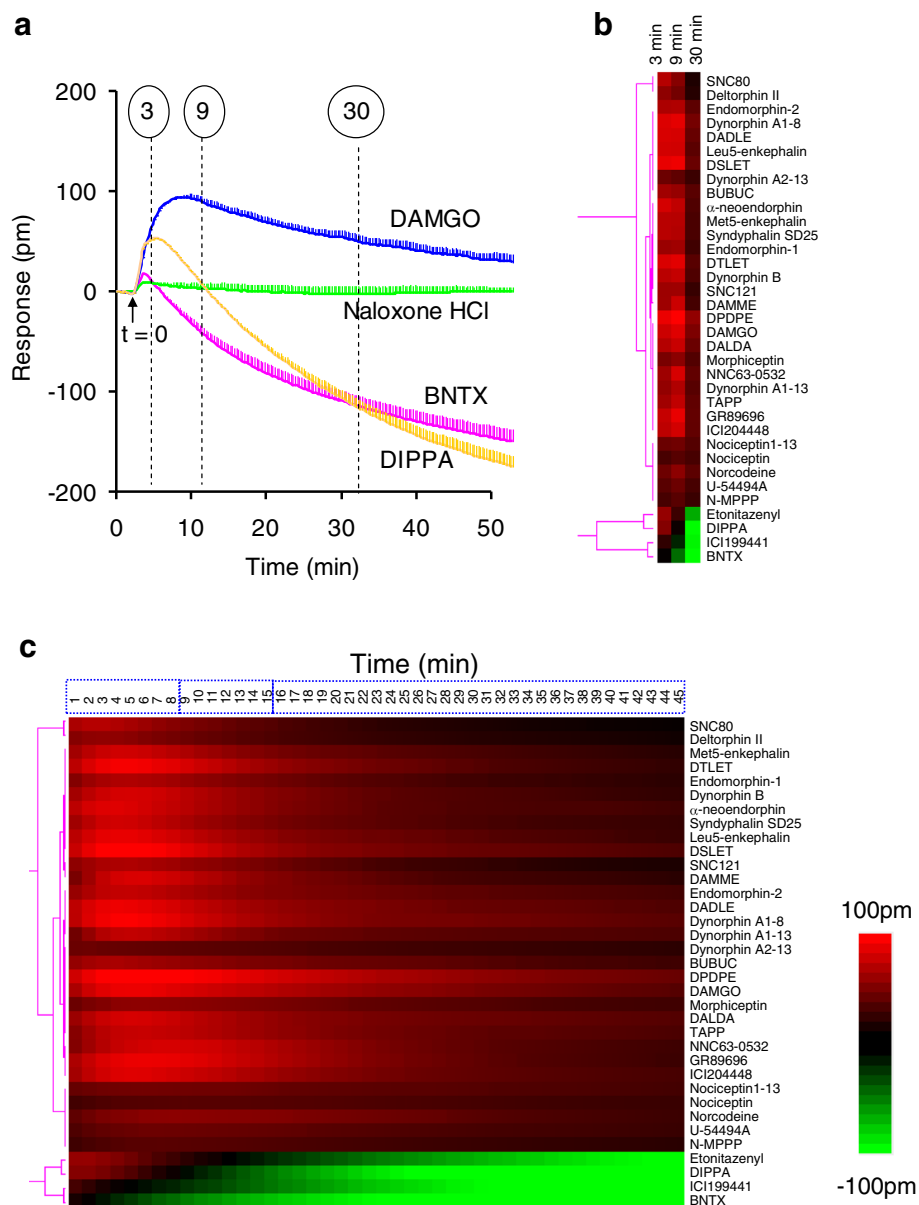 a
200
100
0
-100
-200
Response (pm)
3
9
30
DAMGO
Naloxone HCl
t = 0
BNTX
DIPPA
0
10
20
30
40
50
Time (min)
b
3 min
9 min
30 min
SNC80
Deltorphin II
Endomorphin-2
Dynorphin A1-8
DADLE
Leu5-enkephalin
DSLET
Dynorphin A2-13
BUBUC
α-neoendorphin
Met5-enkephalin
Syndyphalin SD25
Endomorphin-1
DTLET
Dynorphin B
SNC121
DAMME
DPDPE
DAMGO
DALDA
Morphiceptin
NNC63-0532
Dynorphin A1-13
TAPP
GR89696
ICI204448
Nociceptin1-13
Nociceptin
Norcodeine
U-54494A
N-MPPP
Etonitazenyl
DIPPA
ICI199441
BNTX
c
Time (min)
1 2 3 4 5 6 7 8 9 10 11 12 13 14 15 16 17 18 19 20 21 22 23 24 25 26 27 28 29 30 31 32 33 34 35 36 37 38 39 40 41 42 43 44 45
SNC80
Deltorphin II
Met5-enkephalin
DTLET
Endomorphin-1
Dynorphin B
α-neoendorphin
Syndyphalin SD25
Leu5-enkephalin
DSLET
SNC121
DAMME
Endomorphin-2
DADLE
Dynorphin A1-8
Dynorphin A1-13
Dynorphin A2-13
BUBUC
DPDPE
DAMGO
Morphiceptin
DALDA
TAPP
NNC63-0532
GR89696
ICI204448
Nociceptin1-13
Nociceptin
Norcodeine
U-54494A
N-MPPP
Etonitazenyl
DIPPA
ICI199441
BNTX
100pm
-100pm